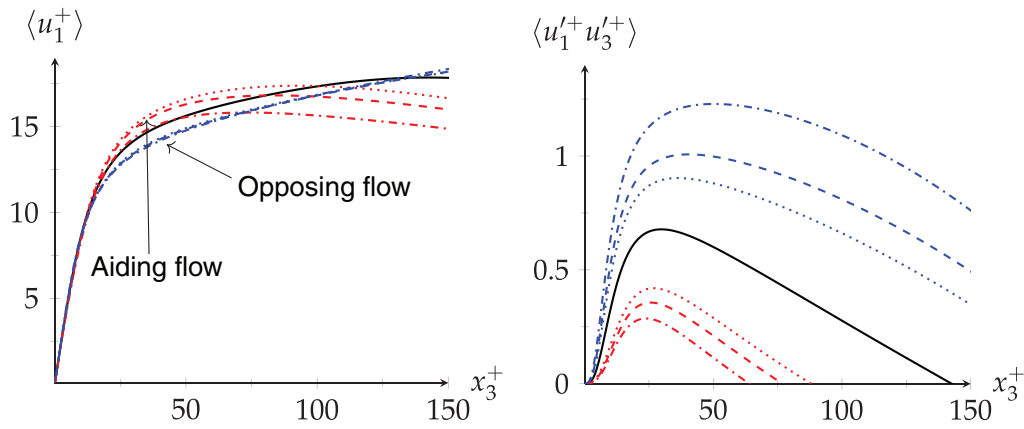 ⟨u₁⁺⟩
15
10
5
50
100
150
x₃⁺
Opposing flow
Aiding flow
⟨u₁′⁺u₃′⁺⟩
1
0.5
0
50
100
150
x₃⁺